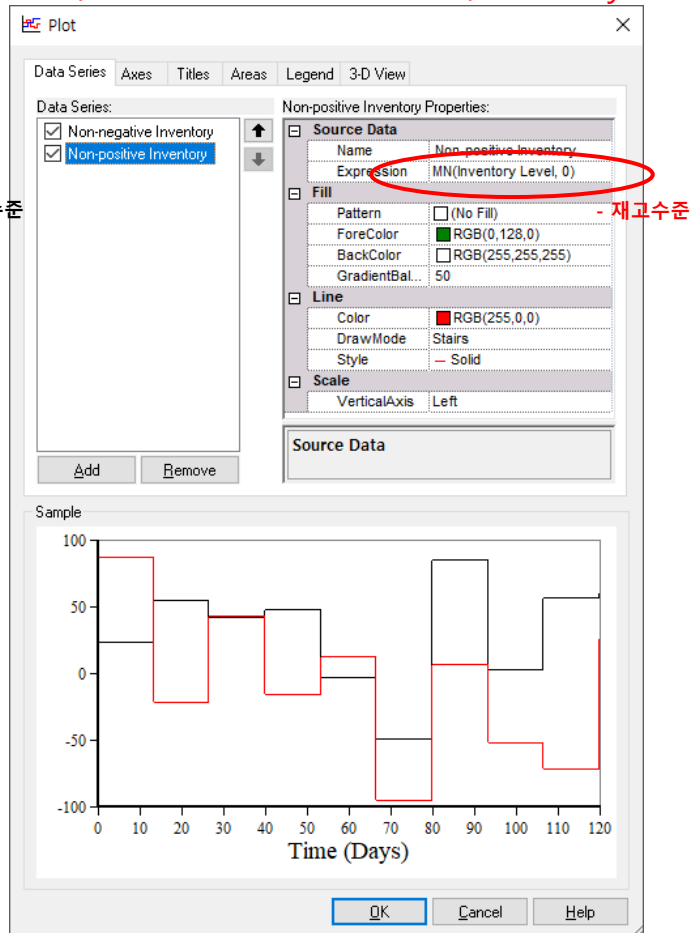 Plot
Data Series Axes Titles Areas Legend 3-D View
Data Series:
Non-negative Inventory
Non-positive Inventory
Add Remove
Non-positive Inventory Properties:
Source Data
Name Non-positive Inventory
Expression MN(Inventory Level, 0)
Fill
Pattern (No Fill)
ForeColor RGB(0,128,0)
BackColor RGB(255,255,255)
GradientBal... 50
Line
Color RGB(255,0,0)
DrawMode Stairs
Style Solid
Scale
VerticalAxis Left
Source Data
준
- 재고수준
Sample
100
50
0
-50
-100
0 10 20 30 40 50 60 70 80 90 100 110 120
Time (Days)
OK Cancel Help